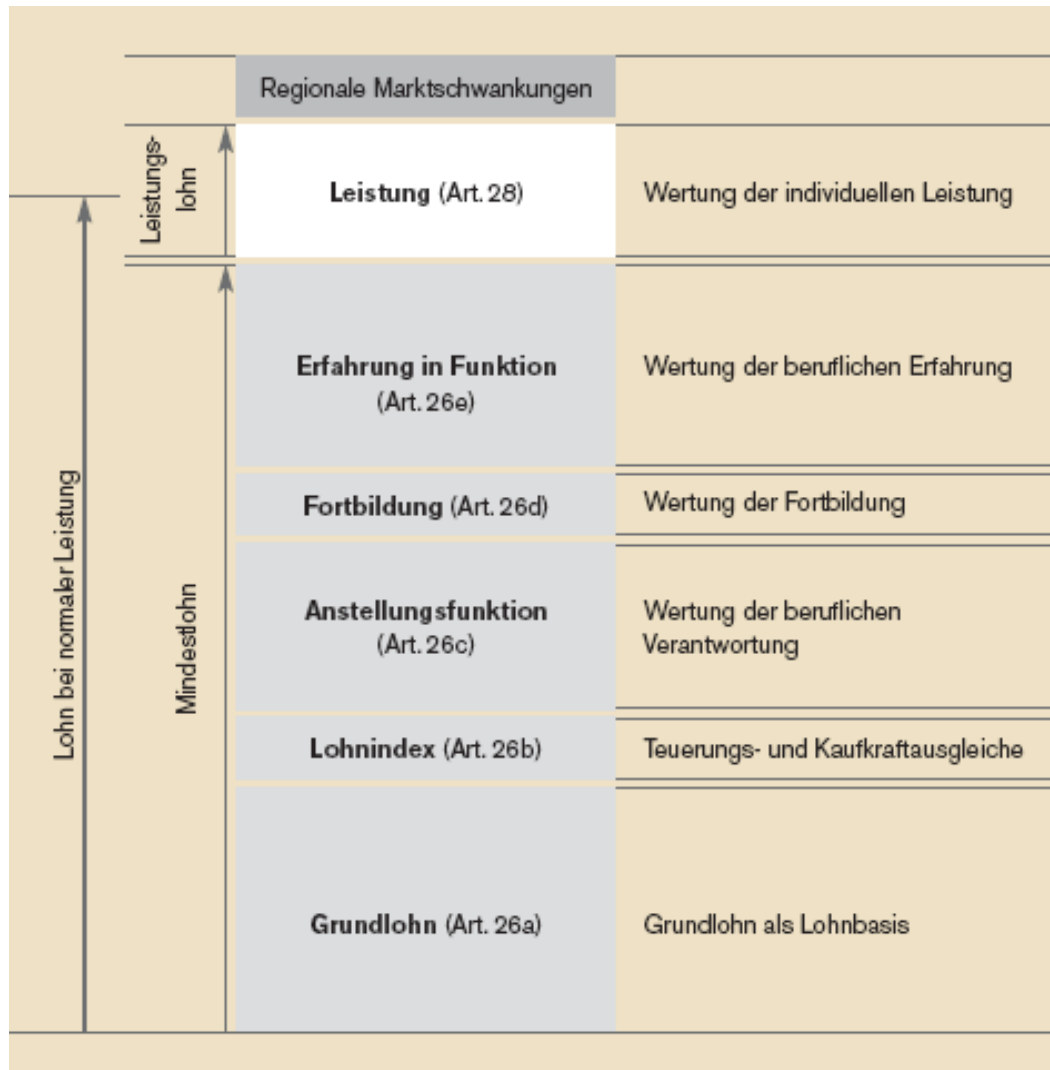 Regionale Marktschwankungen
Leistungs-
lohn
Leistung (Art. 28)
Wertung der individuellen Leistung
Lohn bei normaler Leistung
Mindestlohn
Erfahrung in Funktion
(Art. 26e)
Wertung der beruflichen Erfahrung
Fortbildung (Art. 26d)
Wertung der Fortbildung
Anstellungsfunktion
(Art. 26c)
Wertung der beruflichen
Verantwortung
Lohnindex (Art. 26b)
Teuerungs- und Kaufkraftausgleiche
Grundlohn (Art. 26a)
Grundlohn als Lohnbasis